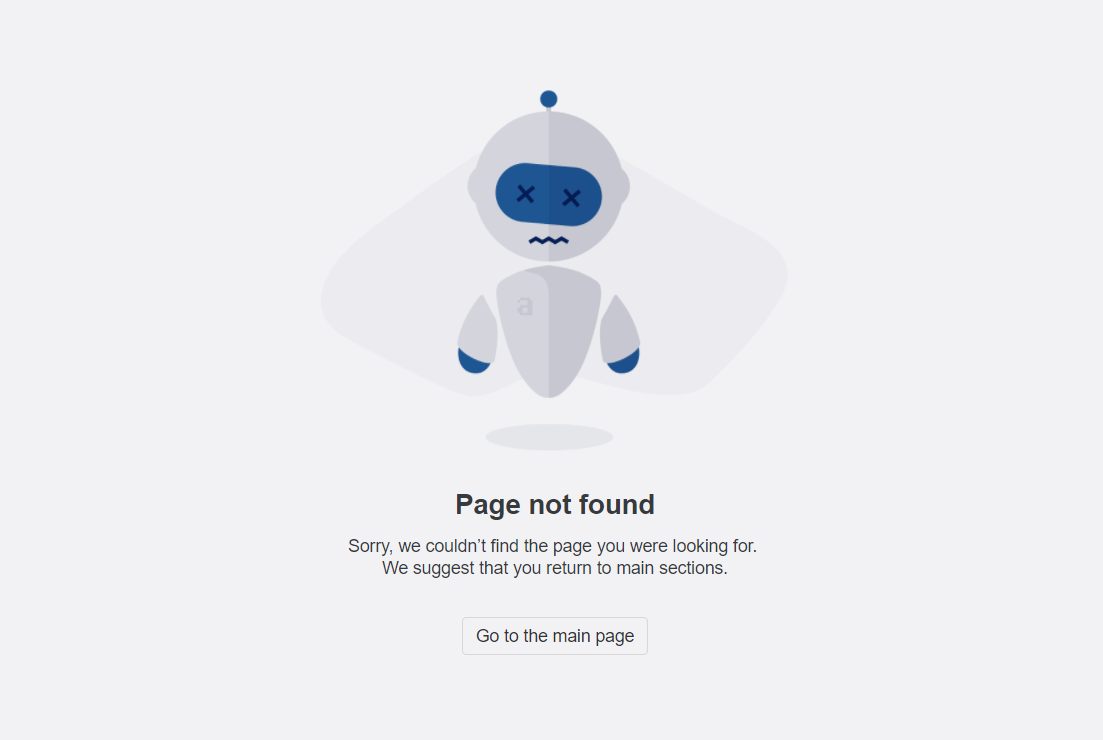 a
Page not found
Sorry, we couldn’t find the page you were looking for.
We suggest that you return to main sections.
Go to the main page